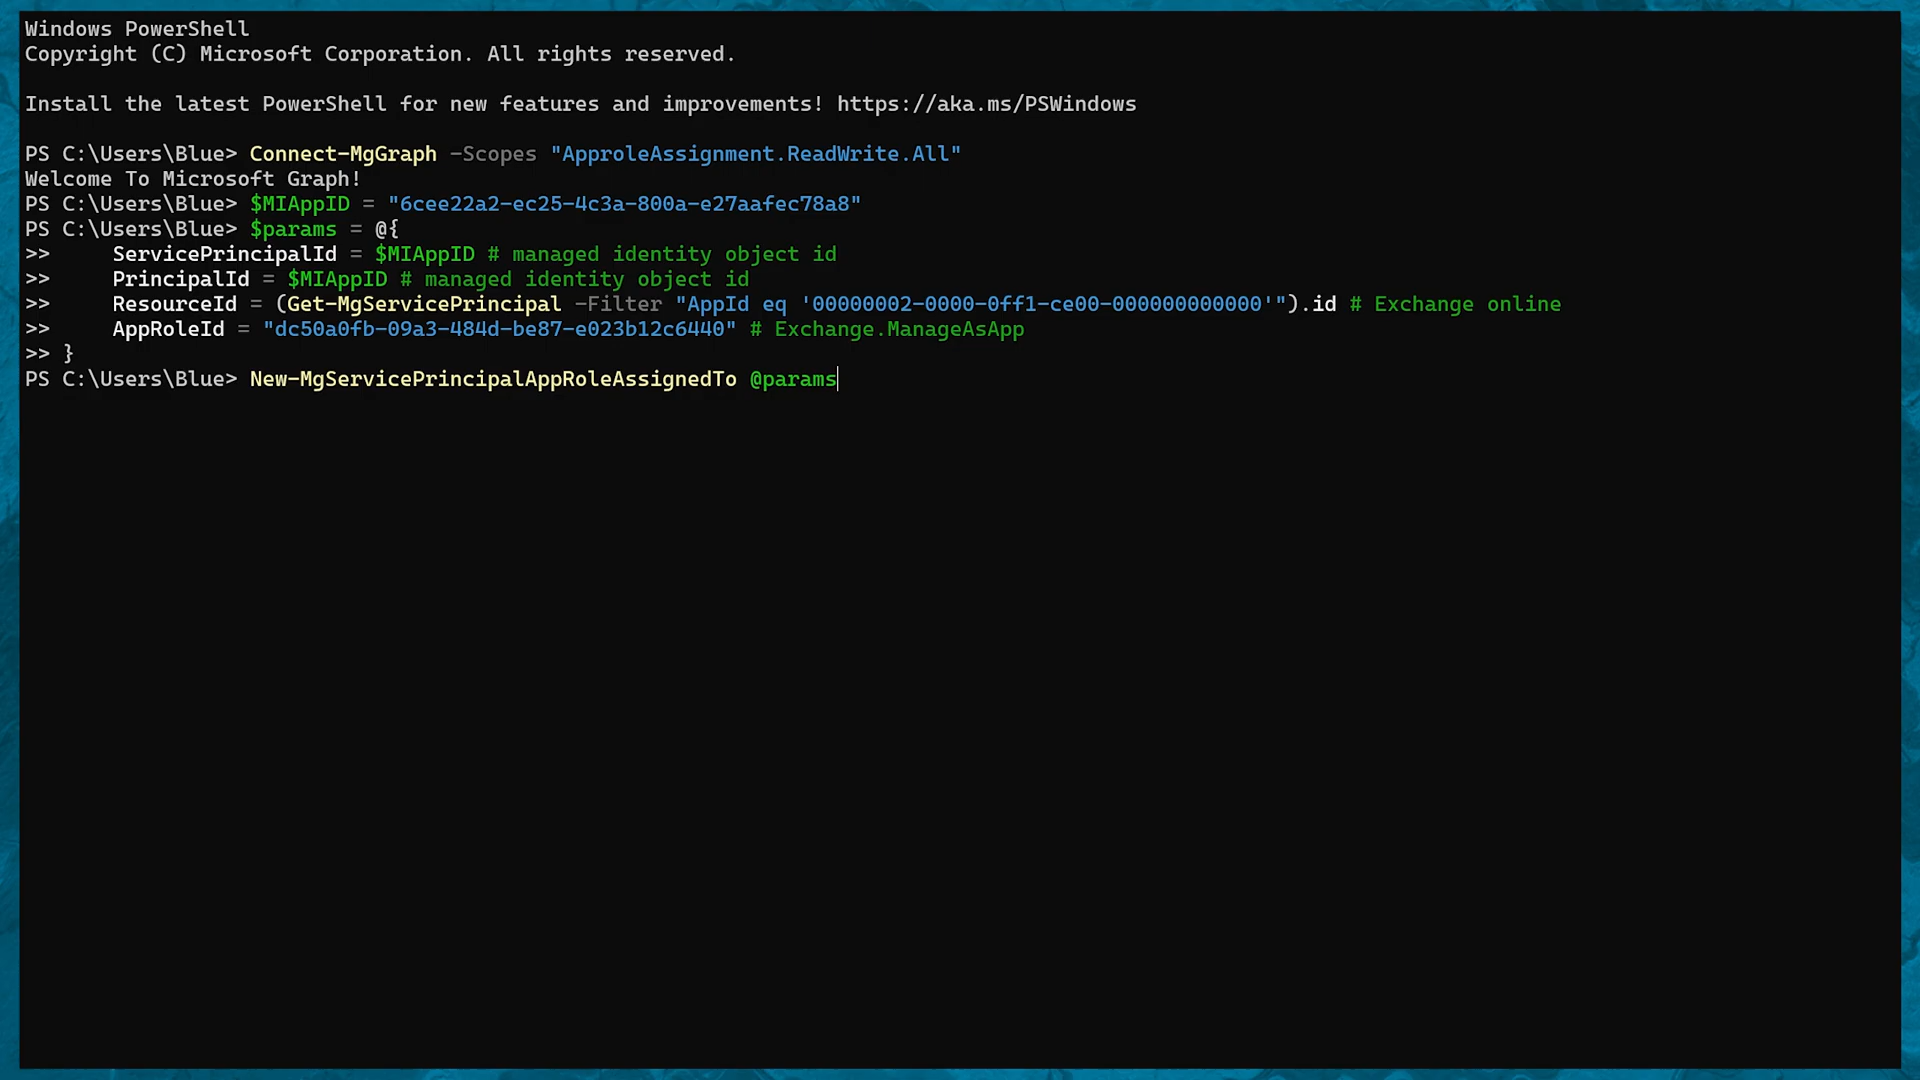 Windows PowerShell
Copyright (C) Microsoft Corporation. All rights reserved.
Install the latest PowerShell for new features and improvements! https://aka.ms/PSWindows
PS C:\Users\Blue> Connect-MgGraph -Scopes "ApproleAssignment.ReadWrite.All"
Welcome To Microsoft Graph!
PS C:\Users\Blue> $MIAppID = "6cee22a2-ec25-4c3a-800a-e27aafec78a8"
PS C:\Users\Blue> $params = @{
>>     ServicePrincipalId = $MIAppID # managed identity object id
>>     PrincipalId = $MIAppID # managed identity object id
>>     ResourceId = (Get-MgServicePrincipal -Filter "AppId eq '00000002-0000-0ff1-ce00-000000000000'").id # Exchange online
>>     AppRoleId = "dc50a0fb-09a3-484d-be87-e023b12c6440" # Exchange.ManageAsApp
>> }
PS C:\Users\Blue> New-MgServicePrincipalAppRoleAssignedTo @params